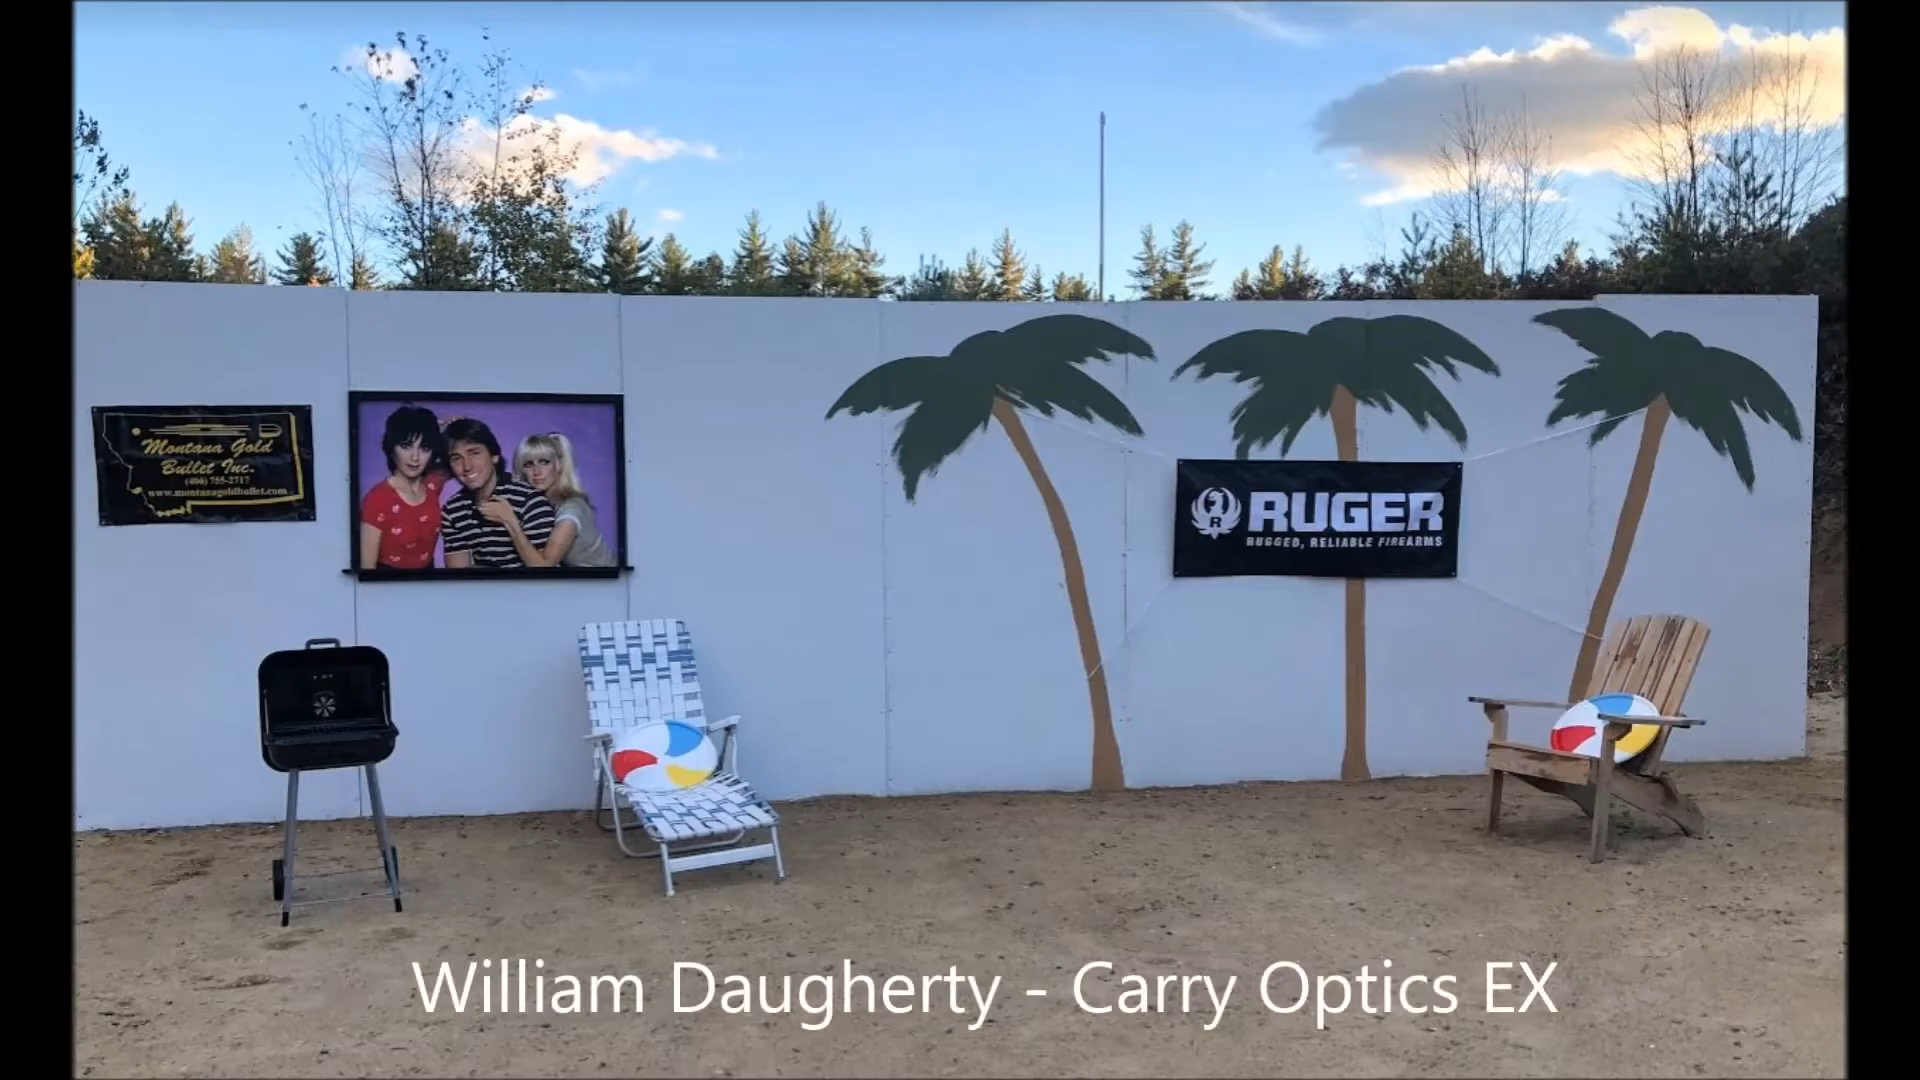 Montana Gold
Bullet Inc.
(406) 755-2717
www.montanagoldbullet.com
R
RUGER
RUGGED, RELIABLE FIREARMS
William Daugherty - Carry Optics EX